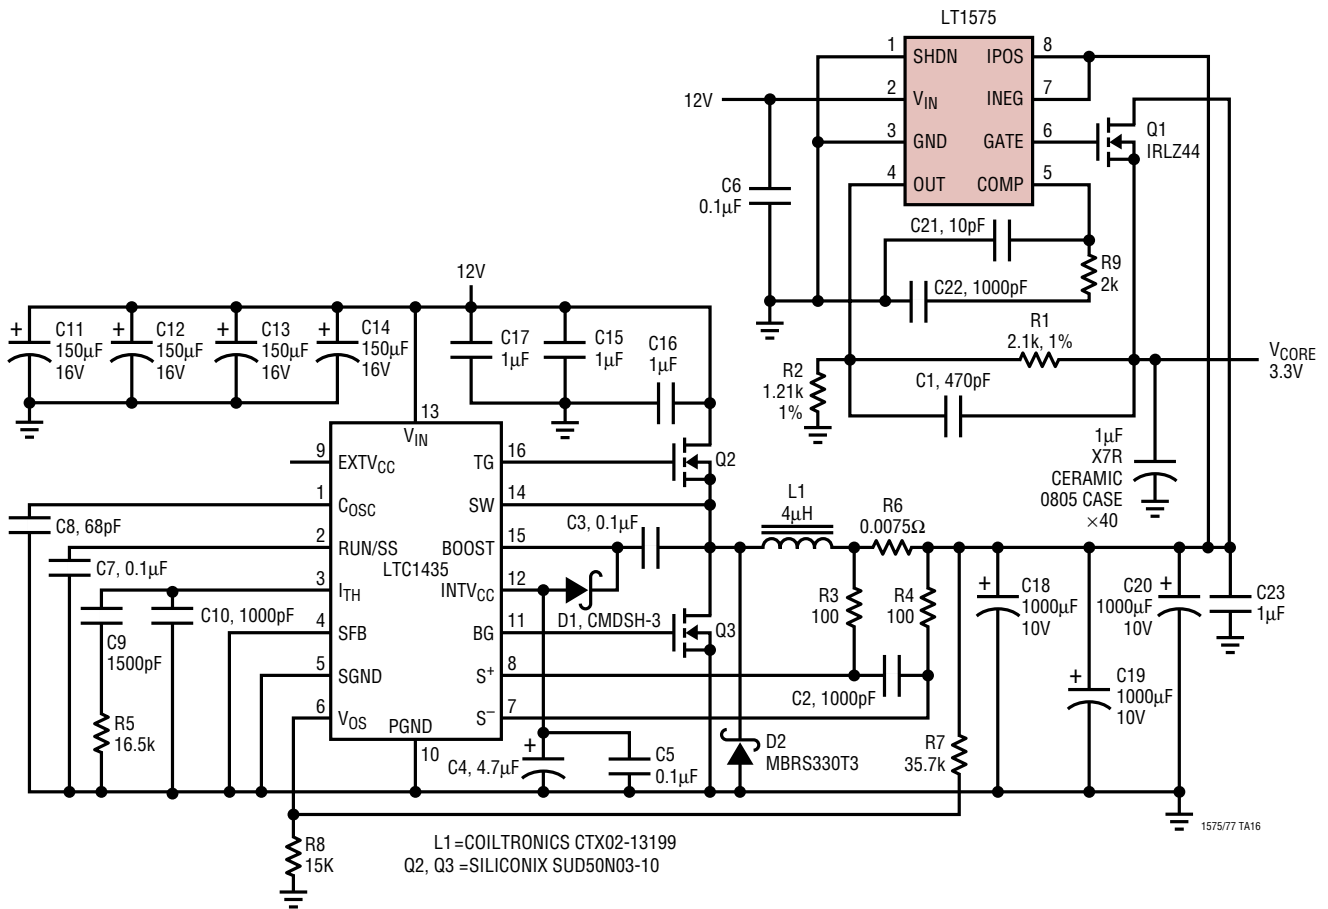 LT1575
1 SHDN IPOS 8
12V 2 VIN INEG 7
3 GND GATE 6
4 OUT COMP 5
Q1
IRLZ44
C6
0.1µF
C21, 10pF
R9
2k
C22, 1000pF
R1
2.1k, 1%
R2
1.21k
1%
C1, 470pF
VCORE
3.3V
1µF
X7R
CERAMIC
0805 CASE
×40
12V
+ C11
150µF
16V
+ C12
150µF
16V
+ C13
150µF
16V
+ C14
150µF
16V
C17
1µF
C15
1µF
C16
1µF
13
VIN
9 EXTVCC TG 16
1 COSC SW 14
2 RUN/SS BOOST 15
LTC1435
3 ITH INTVCC 12
4 SFB BG 11
5 SGND S+ 8
6 VOS S– 7
PGND
10
Q2
Q3
C8, 68pF
C7, 0.1µF
C10, 1000pF
C9
1500pF
R5
16.5k
C3, 0.1µF
D1, CMDSH-3
L1
4µH
R6
0.0075Ω
R3
100
R4
100
C2, 1000pF
+
C4, 4.7µF
C5
0.1µF
D2
MBRS330T3
R7
35.7k
+ C18
1000µF
10V
+ C19
1000µF
10V
C20 +
1000µF
10V
C23
1µF
R8
15K
L1=COILTRONICS CTX02-13199
Q2, Q3 =SILICONIX SUD50N03-10
1575/77 TA16